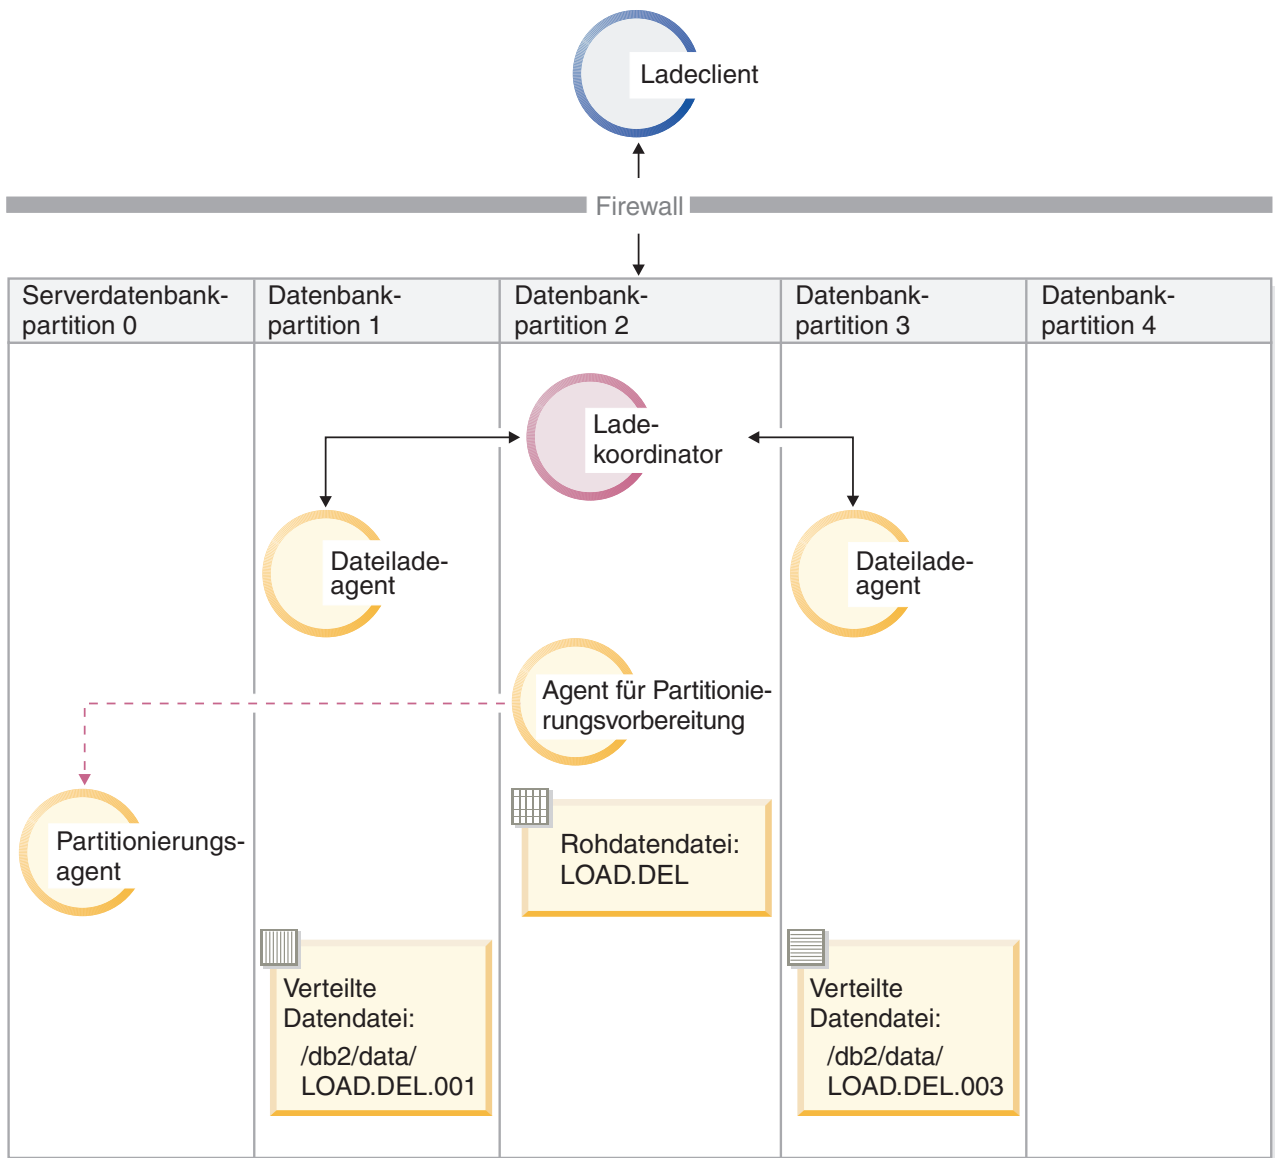 Ladeclient
Firewall
Serverdatenbank-
partition 0
Datenbank-
partition 1
Datenbank-
partition 2
Datenbank-
partition 3
Datenbank-
partition 4
Lade-
koordinator
Dateilade-
agent
Dateilade-
agent
Agent für Partitionie-
rungsvorbereitung
Partitionierungs-
agent
Rohdatendatei:
LOAD.DEL
Verteilte
Datendatei:
/db2/data/
LOAD.DEL.001
Verteilte
Datendatei:
/db2/data/
LOAD.DEL.003